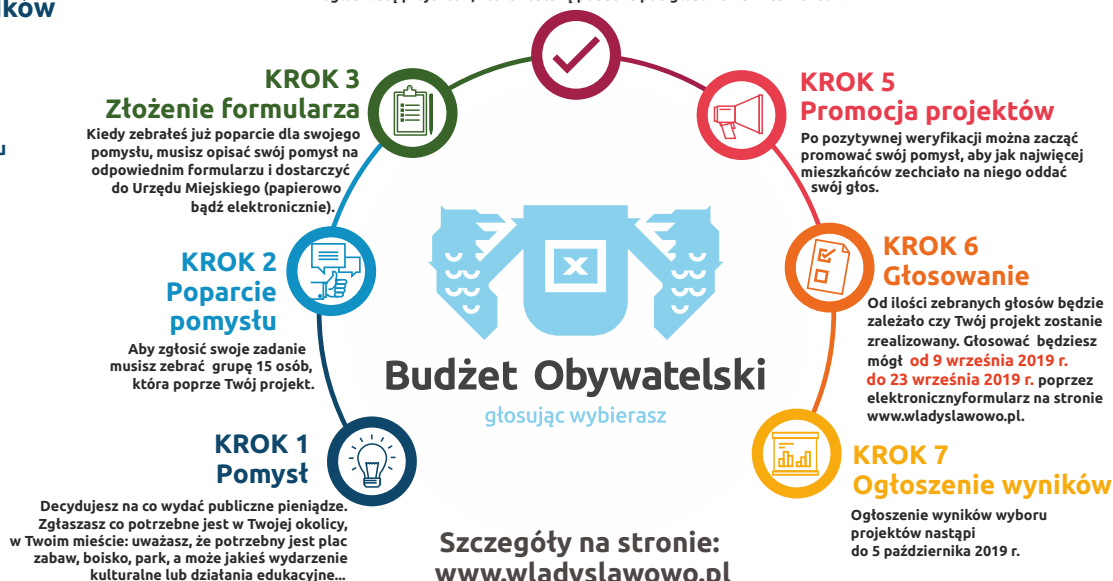 ków
u
KROK 3
Złożenie formularza
Kiedy zebrałeś już poparcie dla swojego
pomysłu, musisz opisać swój pomysł na
odpowiednim formularzu i dostarczyć
do Urzędu Miejskiego (papierowo
bądź elektronicznie).
KROK 2
Poparcie
pomysłu
Aby zgłosić swoje zadanie
musisz zebrać grupę 15 osób,
która poprze Twój projekt.
KROK 1
Pomysł
Decydujesz na co wydać publiczne pieniądze.
Zgłaszasz co potrzebne jest w Twojej okolicy,
w Twoim mieście: uważasz, że potrzebny jest plac
zabaw, boisko, park, a może jakieś wydarzenie
kulturalne lub działania edukacyjne...
Budżet Obywatelski
głosując wybierasz
Szczegóły na stronie:
www.wladyslawowo.pl
KROK 5
Promocja projektów
Po pozytywnej weryfikacji można zacząć
promować swój pomysł, aby jak najwięcej
mieszkańców zechciało na niego oddać
swój głos.
KROK 6
Głosowanie
Od ilości zebranych głosów będzie
zależało czy Twój projekt zostanie
zrealizowany. Głosować będziesz
mógł od 9 września 2019 r.
do 23 września 2019 r. poprzez
elektronicznyformularz na stronie
www.wladyslawowo.pl.
KROK 7
Ogłoszenie wyników
Ogłoszenie wyników wyboru
projektów nastąpi
do 5 października 2019 r.